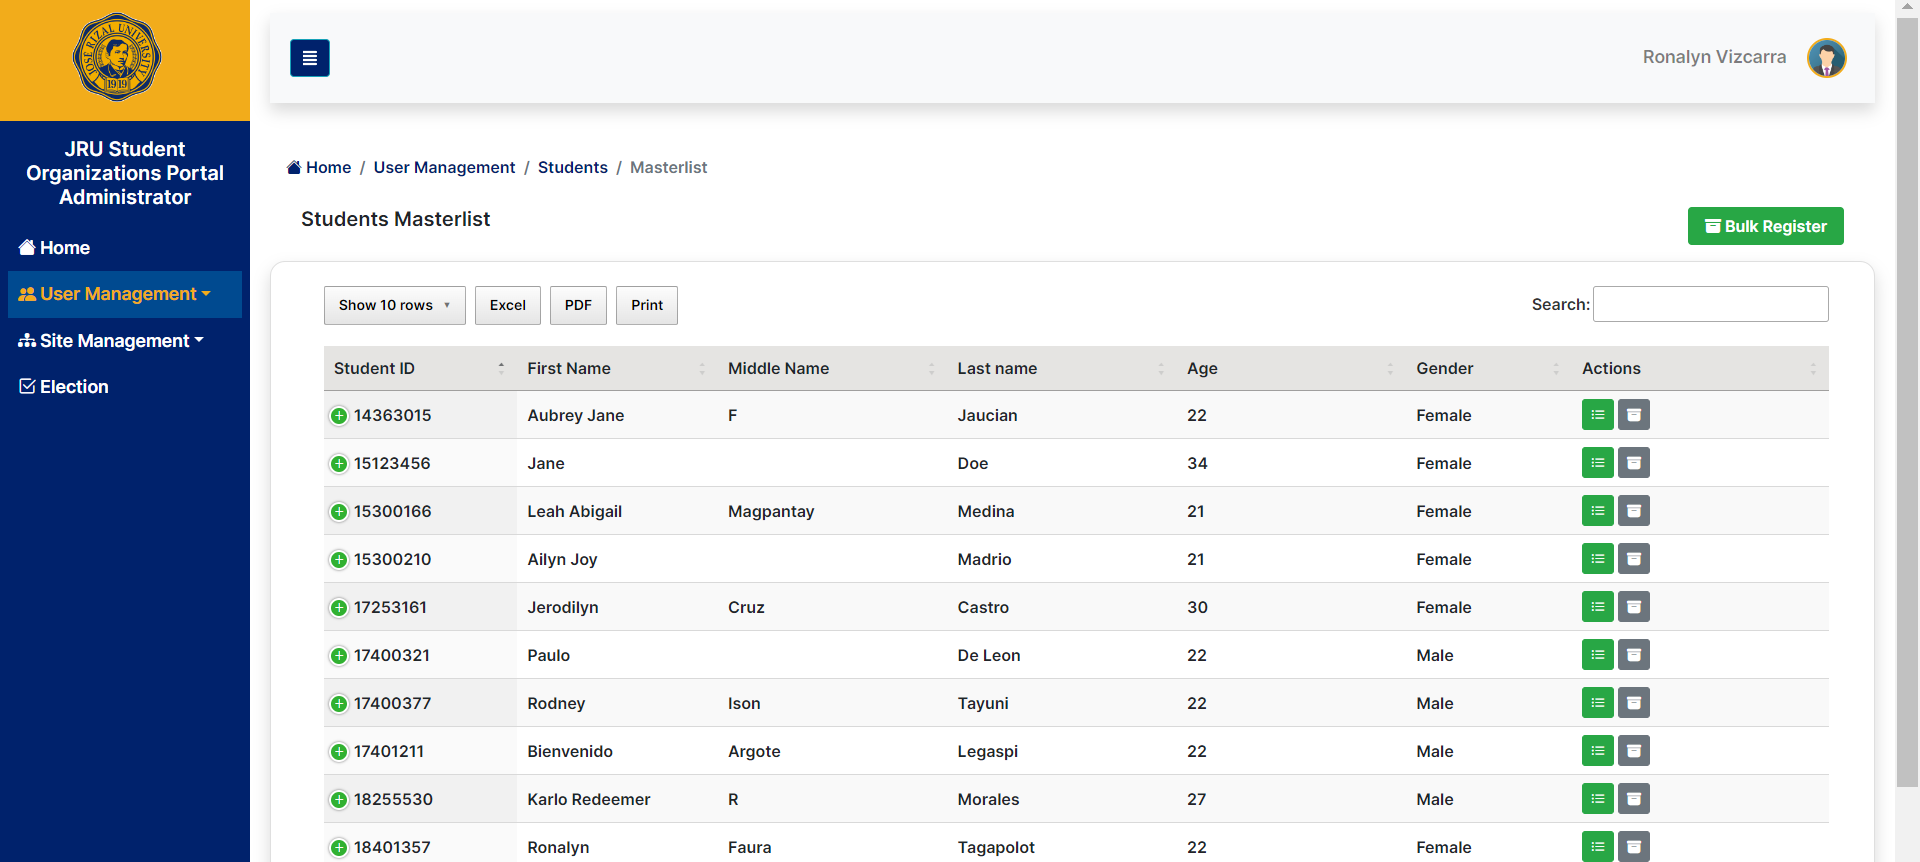 JOSE RIZAL UNIVERSITY
1919
Ronalyn Vizcarra
JRU Student
Organizations Portal
Administrator
Home
User Management
Site Management
Election
Home / User Management / Students / Masterlist
Students Masterlist
Bulk Register
Show 10 rows Excel PDF Print Search:
Student ID First Name Middle Name Last name Age Gender Actions
14363015 Aubrey Jane F Jaucian 22 Female
15123456 Jane Doe 34 Female
15300166 Leah Abigail Magpantay Medina 21 Female
15300210 Ailyn Joy Madrio 21 Female
17253161 Jerodilyn Cruz Castro 30 Female
17400321 Paulo De Leon 22 Male
17400377 Rodney Ison Tayuni 22 Male
17401211 Bienvenido Argote Legaspi 22 Male
18255530 Karlo Redeemer R Morales 27 Male
18401357 Ronalyn Faura Tagapolot 22 Female